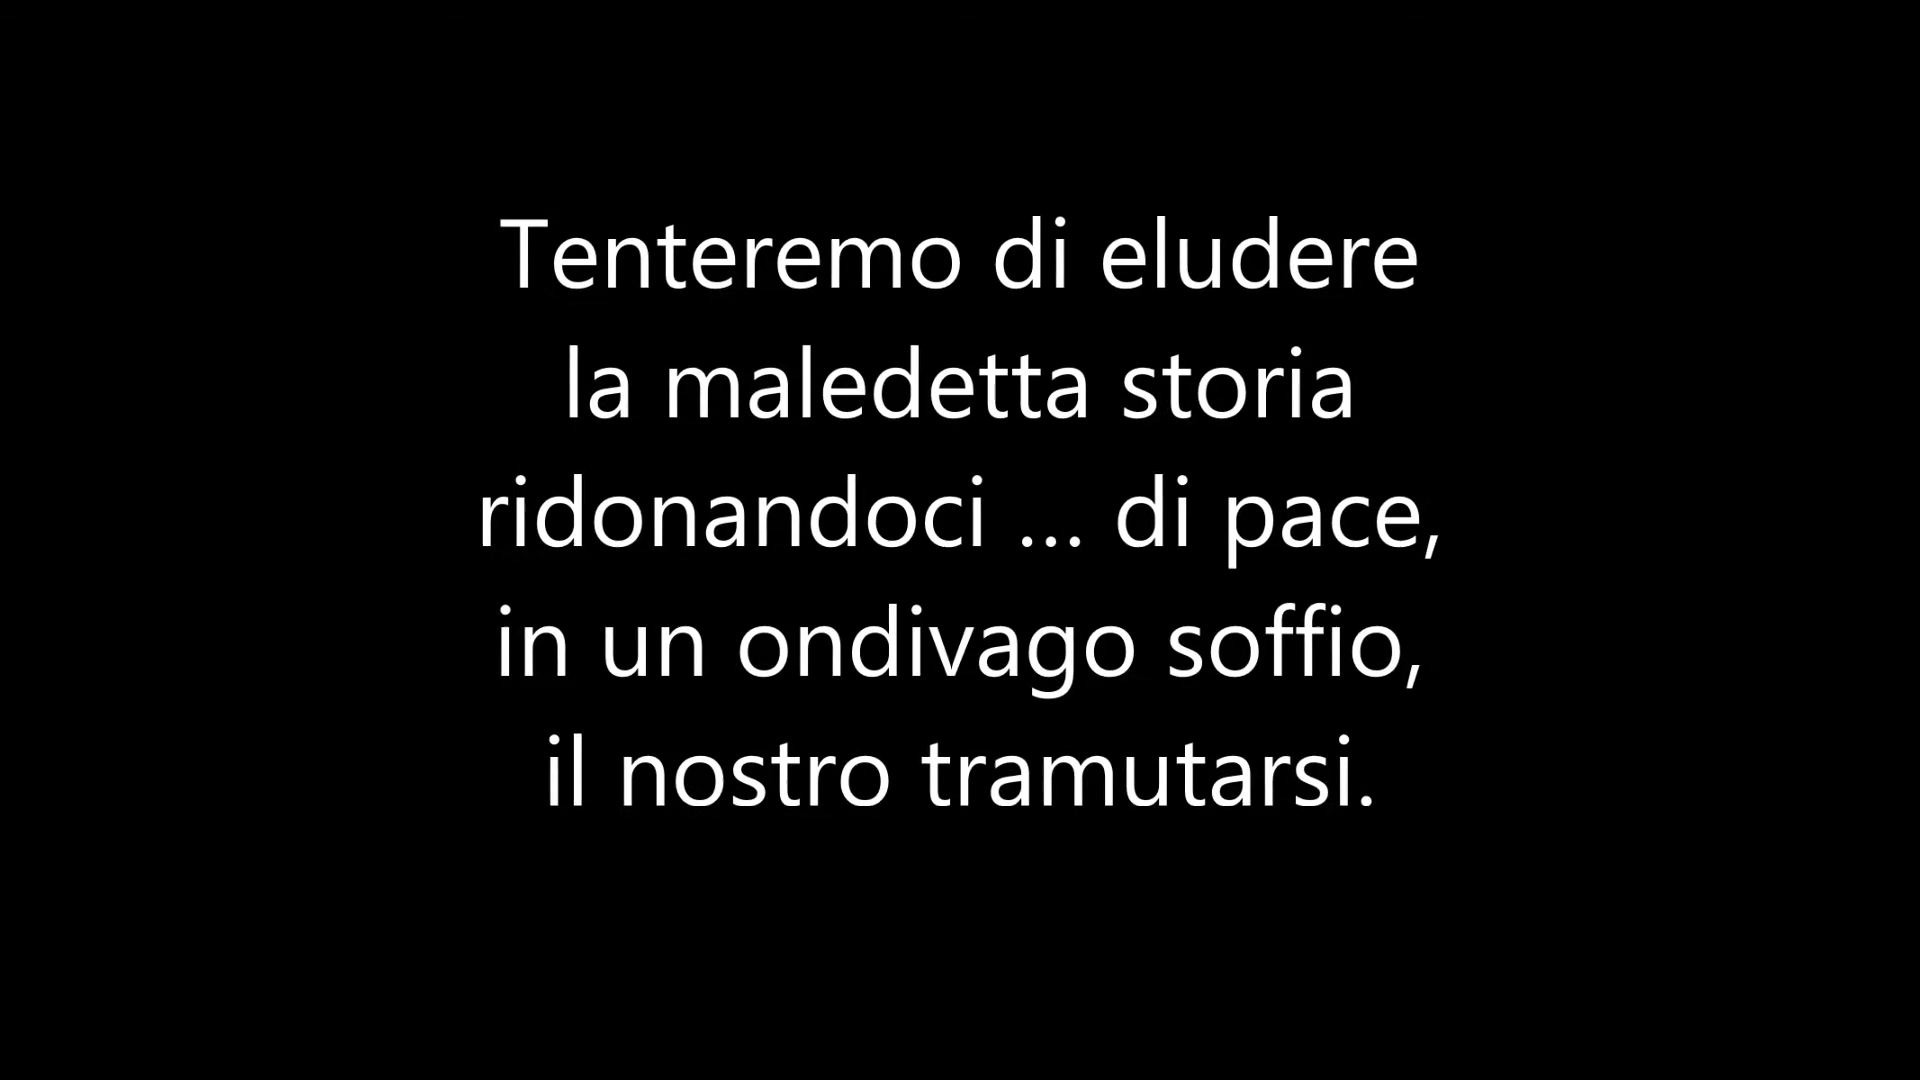 Tenteremo di eludere
la maledetta storia
ridonandoci ... di pace,
in un ondivago soffio,
il nostro tramutarsi.